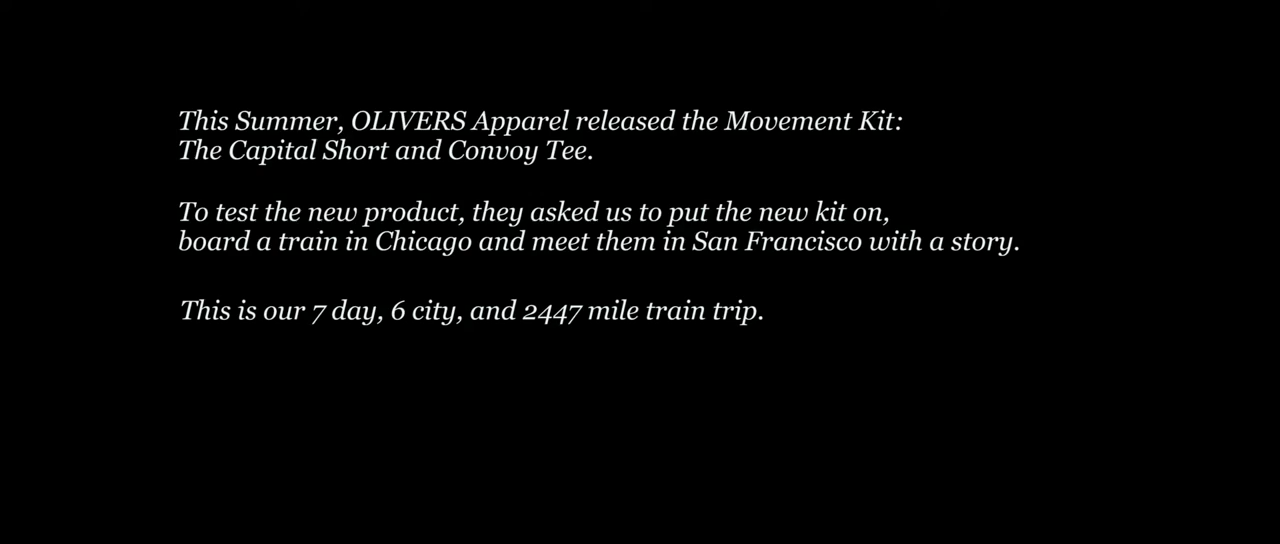 This Summer, OLIVERS Apparel released the Movement Kit:
The Capital Short and Convoy Tee.
To test the new product, they asked us to put the new kit on,
board a train in Chicago and meet them in San Francisco with a story.
This is our 7 day, 6 city, and 2447 mile train trip.